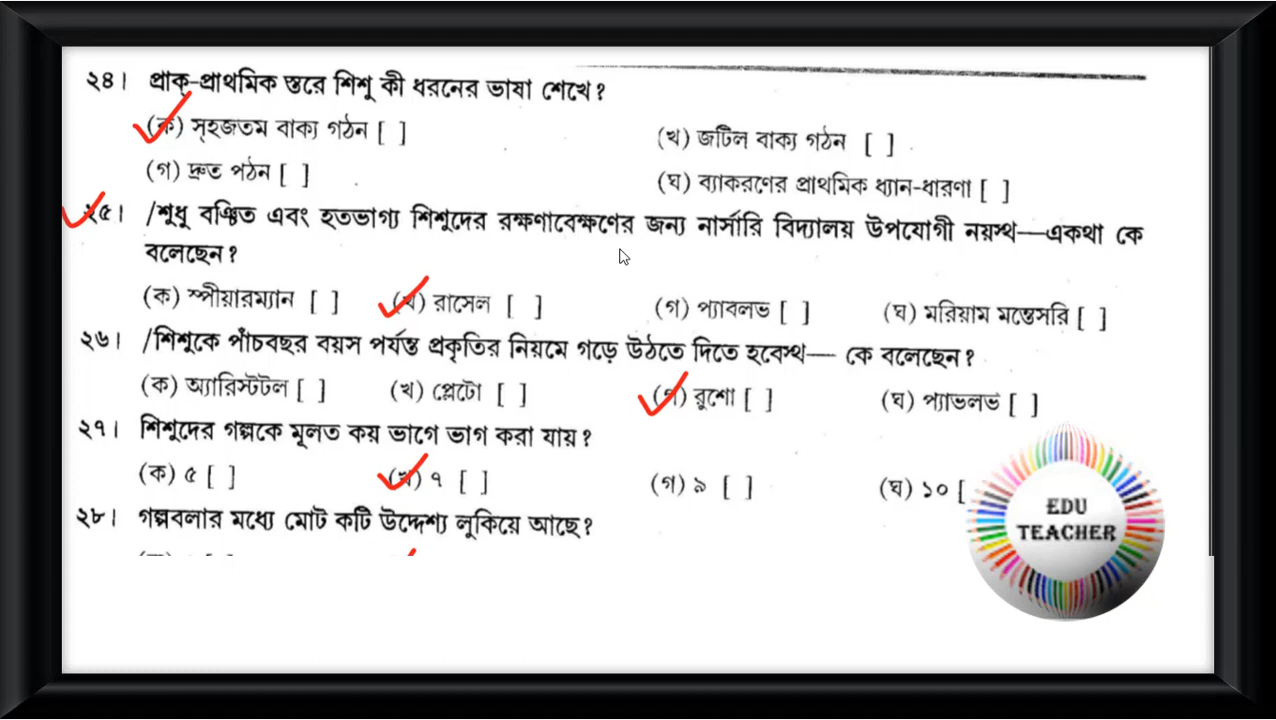 ২৪। প্রাক্-প্রাথমিক স্তরে শিশু কী ধরনের ভাষা শেখে?
(ক) সহজতম বাক্য গঠন [ ] (খ) জটিল বাক্য গঠন [ ]
(গ) দ্রুত পঠন [ ] (ঘ) ব্যাকরণের প্রাথমিক ধ্যান-ধারণা [ ]
২৫। /শুধু বঞ্চিত এবং হতভাগ্য শিশুদের রক্ষণাবেক্ষণের জন্য নার্সারি বিদ্যালয় উপযোগী নয়স্থ—একথা কে
বলেছেন?
(ক) স্পীয়ারম্যান [ ] (খ) রাসেল [ ] (গ) প্যাবলভ [ ] (ঘ) মরিয়াম মন্তেসরি [ ]
২৬। /শিশুকে পাঁচবছর বয়স পর্যন্ত প্রকৃতির নিয়মে গড়ে উঠতে দিতে হবেস্থ— কে বলেছেন?
(ক) অ্যারিস্টটল [ ] (খ) প্লেটো [ ] (গ) রুশো [ ] (ঘ) প্যাভলভ [ ]
২৭। শিশুদের গল্পকে মূলত কয় ভাগে ভাগ করা যায়?
(ক) ৫ [ ] (খ) ৭ [ ] (গ) ৯ [ ] (ঘ) ১০ [
২৮। গল্পবলার মধ্যে মোট কটি উদ্দেশ্য লুকিয়ে আছে?
EDU
TEACHER